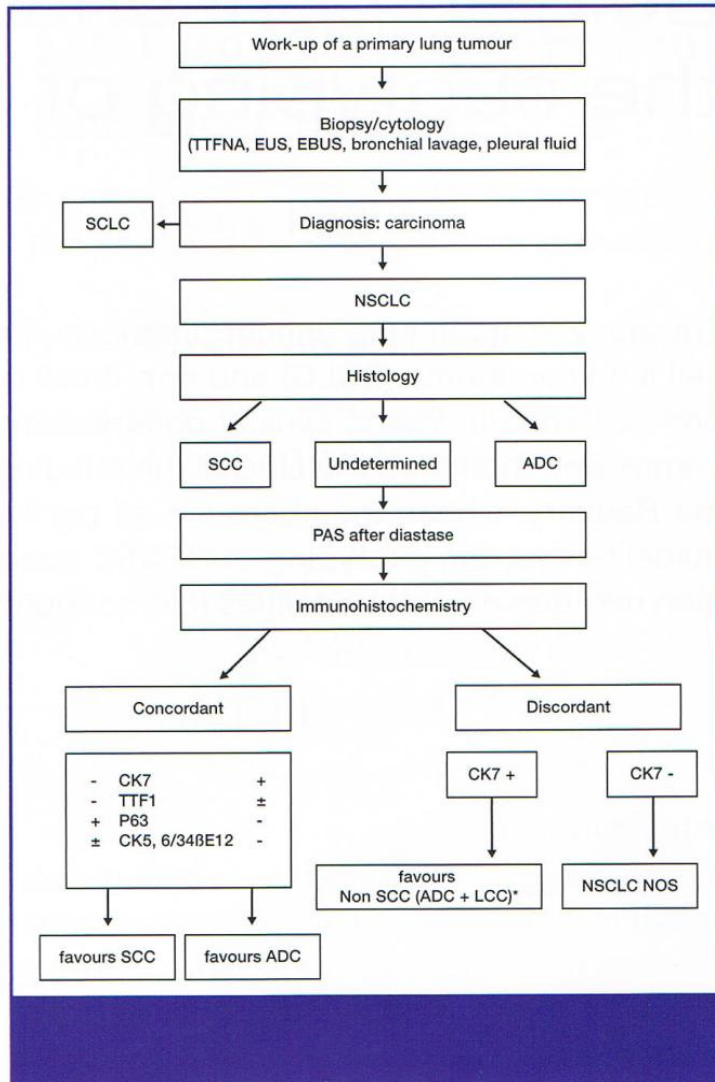 Work-up of a primary lung tumour
Biopsy/cytology
(TTFNA, EUS, EBUS, bronchial lavage, pleural fluid
SCLC
Diagnosis: carcinoma
NSCLC
Histology
SCC
Undetermined
ADC
PAS after diastase
Immunohistochemistry
Concordant
Discordant
- CK7 +
- TTF1 ±
+ P63 -
± CK5, 6/34ßE12 -
CK7 +
CK7 -
favours
Non SCC (ADC + LCC)*
NSCLC NOS
favours SCC
favours ADC